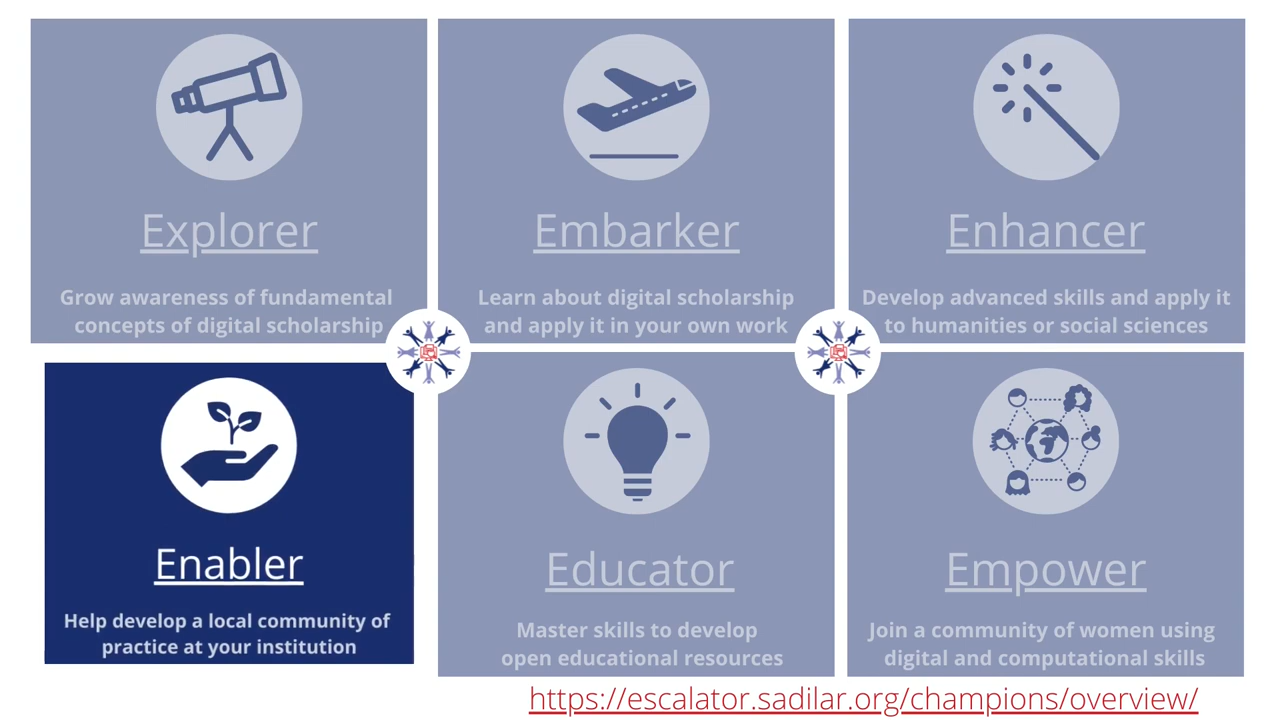 Explorer
Grow awareness of fundamental
concepts of digital scholarship
Embarker
Learn about digital scholarship
and apply it in your own work
Enhancer
Develop advanced skills and apply it
to humanities or social sciences
Enabler
Help develop a local community of
practice at your institution
Educator
Master skills to develop
open educational resources
Empower
Join a community of women using
digital and computational skills
https://escalator.sadilar.org/champions/overview/